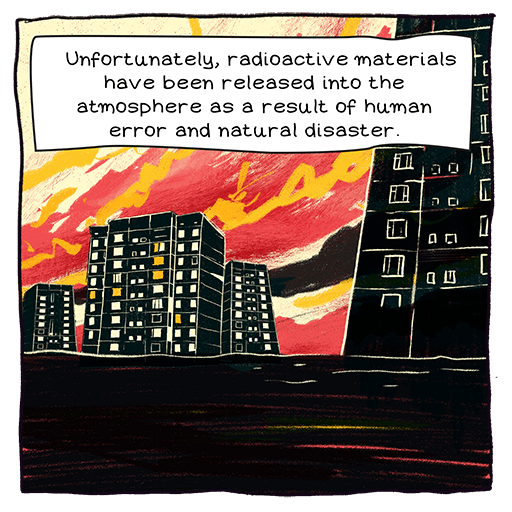 Unfortunately, radioactive materials
have been released into the
atmosphere as a result of human
error and natural disaster.